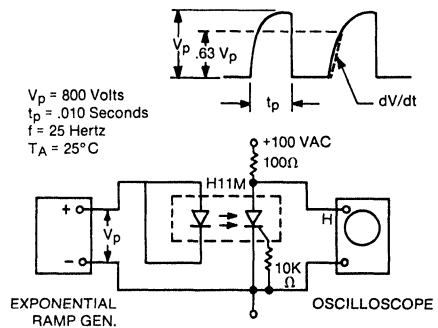 Vp
.63 Vp
tp
dV/dt
Vp = 800 Volts
tp = .010 Seconds
f = 25 Hertz
TA = 25°C
+100 VAC
100Ω
H11M
+
Vp
−
H
10K
Ω
EXPONENTIAL
RAMP GEN.
OSCILLOSCOPE